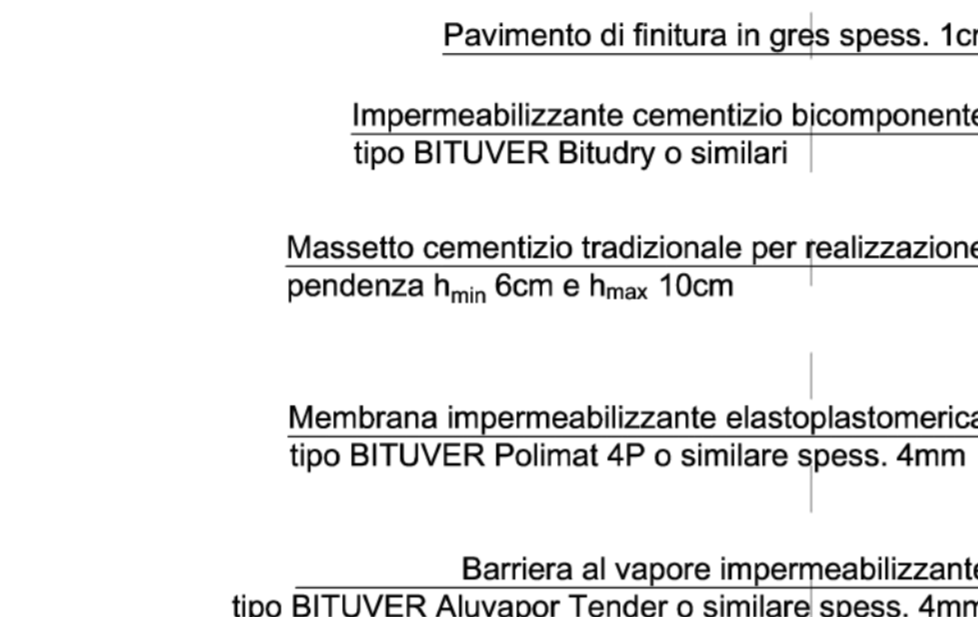 Pavimento di finitura in gres spess. 1c
Impermeabilizzante cementizio bicomponente
tipo BITUVER Bitudry o similari
Massetto cementizio tradizionale per realizzazione
pendenza hmin 6cm e hmax 10cm
Membrana impermeabilizzante elastoplastomerica
tipo BITUVER Polimat 4P o similare spess. 4mm
Barriera al vapore impermeabilizzante
tipo BITUVER Aluvapor Tender o similare spess. 4mm